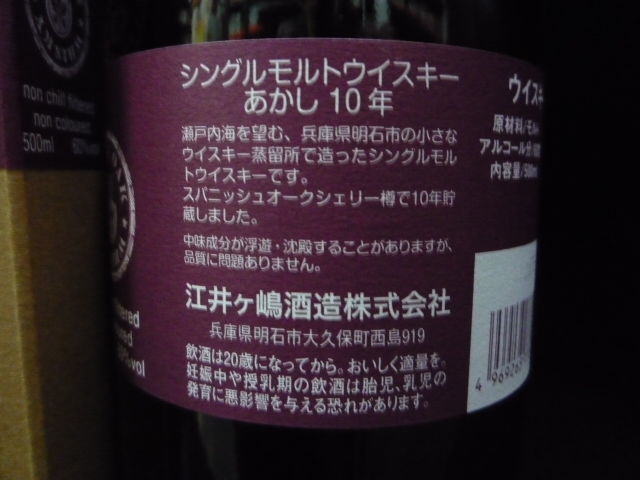 non chill filtered
non coloured
500ml
シングルモルトウイスキー
あかし 10 年
瀬戸内海を望む、兵庫県明石市の小さな
ウイスキー蒸留所で造ったシングルモル
トウイスキーです。
スパニッシュオークシェリー樽で10年貯
蔵しました。
中味成分が浮遊・沈殿することがありますが、
品質に問題ありません。
江井ヶ嶋酒造株式会社
兵庫県明石市大久保町西島919
飲酒は20歳になってから。おいしく適量を。
妊娠中や授乳期の飲酒は胎児、乳児の
発育に悪影響を与える恐れがあります。
ウイスキ
原材料/モル
アルコール分
内容量/500
4 96926